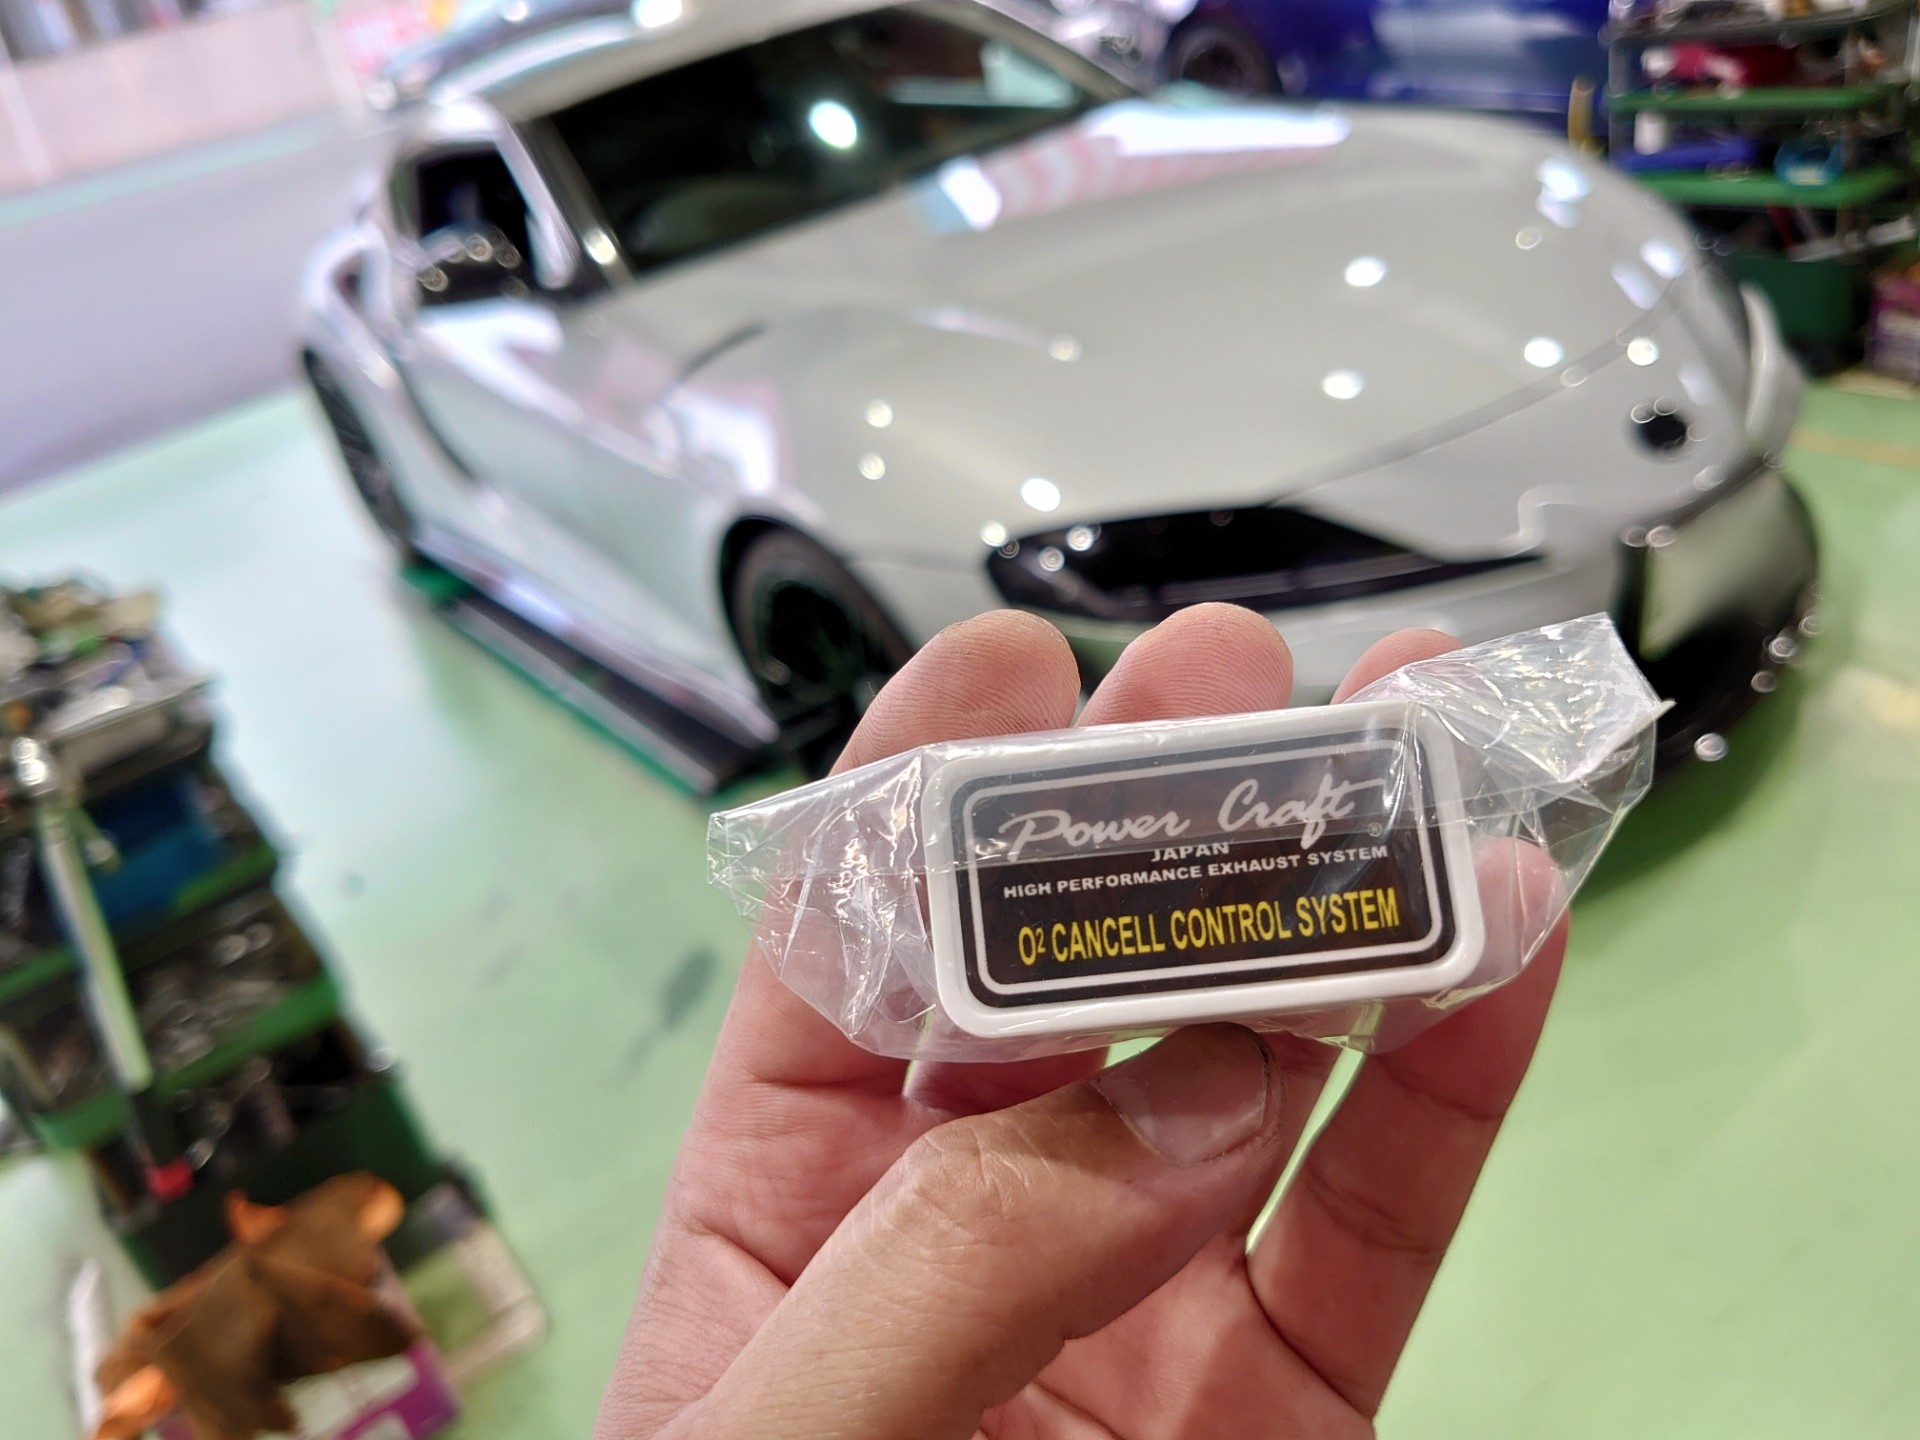 Power Craft®
JAPAN
HIGH PERFORMANCE EXHAUST SYSTEM
O² CANCELL CONTROL SYSTEM